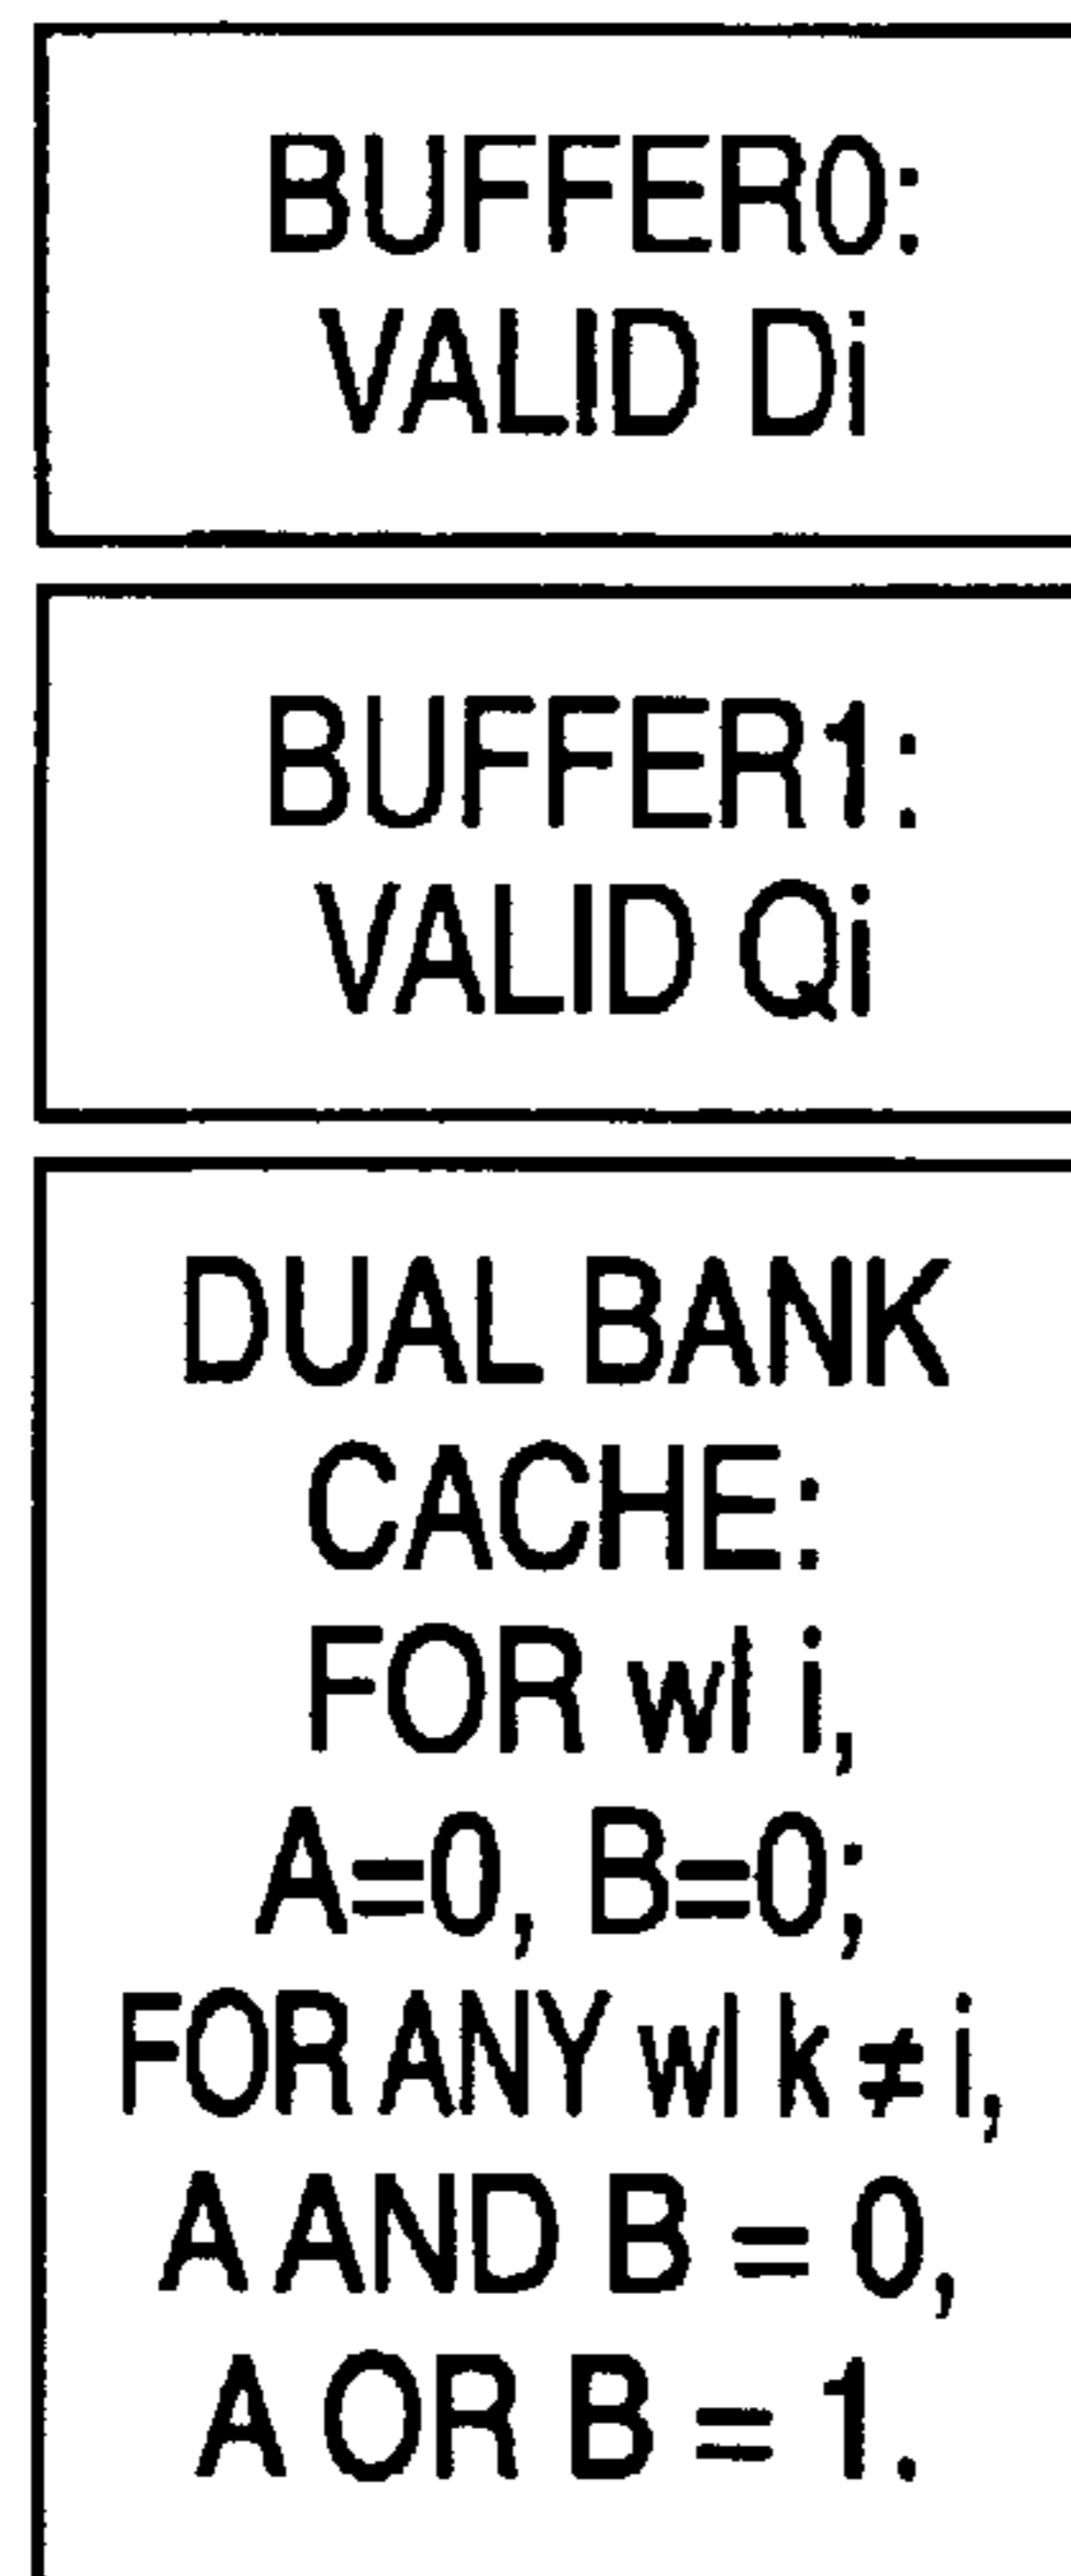 BUFFER0:
VALID Di
BUFFER1:
VALID Qi
DUAL BANK
CACHE:
FOR wl i,
A=0, B=0;
FOR ANY wl k ≠ i,
A AND B = 0,
A OR B = 1.